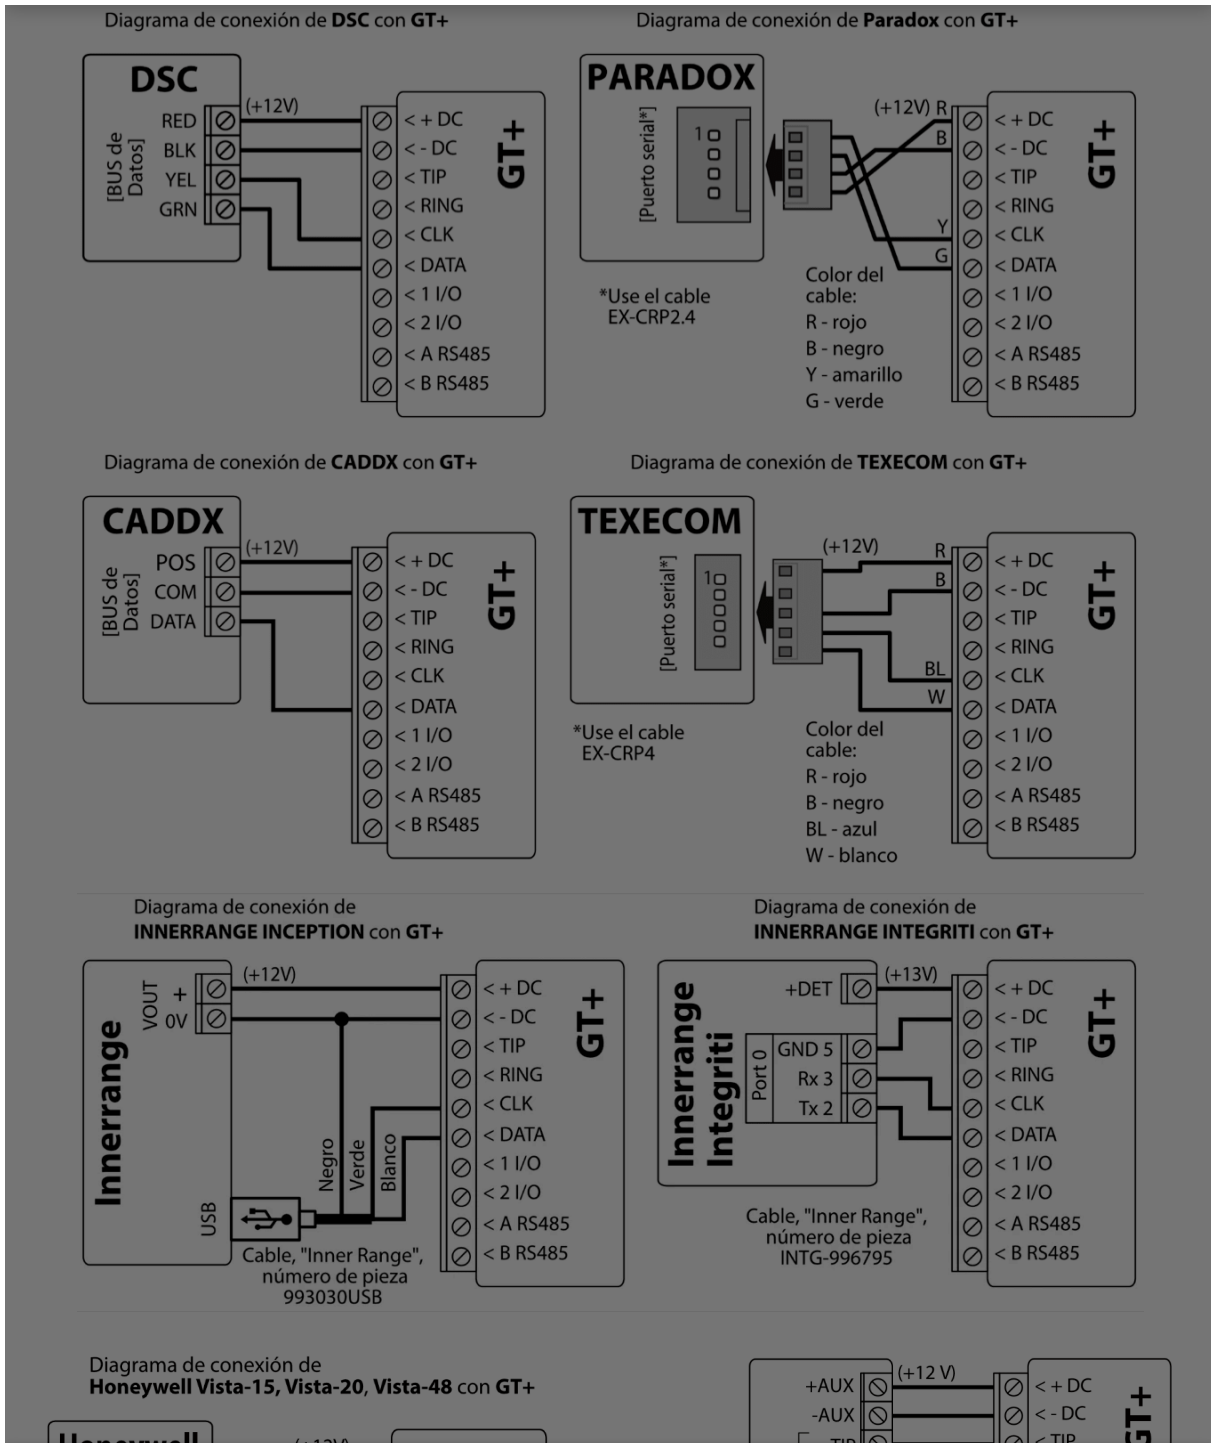 Diagrama de conexión de DSC con GT+
DSC
[BUS de
Datos]
RED
BLK
YEL
GRN
(+12V)
< + DC
< - DC
< TIP
< RING
< CLK
< DATA
< 1 I/O
< 2 I/O
< A RS485
< B RS485
GT+
Diagrama de conexión de Paradox con GT+
PARADOX
[Puerto serial*]
1
*Use el cable
EX-CRP2.4
(+12V) R
B
Y
G
Color del
cable:
R - rojo
B - negro
Y - amarillo
G - verde
< + DC
< - DC
< TIP
< RING
< CLK
< DATA
< 1 I/O
< 2 I/O
< A RS485
< B RS485
GT+
Diagrama de conexión de CADDX con GT+
CADDX
[BUS de
Datos]
POS
COM
DATA
(+12V)
< + DC
< - DC
< TIP
< RING
< CLK
< DATA
< 1 I/O
< 2 I/O
< A RS485
< B RS485
GT+
Diagrama de conexión de TEXECOM con GT+
TEXECOM
[Puerto serial*]
1
*Use el cable
EX-CRP4
(+12V)
R
B
BL
W
Color del
cable:
R - rojo
B - negro
BL - azul
W - blanco
< + DC
< - DC
< TIP
< RING
< CLK
< DATA
< 1 I/O
< 2 I/O
< A RS485
< B RS485
GT+
Diagrama de conexión de
INNERRANGE INCEPTION con GT+
Innerrange
VOUT
+
0V
(+12V)
Negro
Verde
Blanco
USB
Cable, "Inner Range",
número de pieza
993030USB
< + DC
< - DC
< TIP
< RING
< CLK
< DATA
< 1 I/O
< 2 I/O
< A RS485
< B RS485
GT+
Diagrama de conexión de
INNERRANGE INTEGRITI con GT+
Innerrange
Integriti
+DET
(+13V)
Port 0
GND 5
Rx 3
Tx 2
Cable, "Inner Range",
número de pieza
INTG-996795
< + DC
< - DC
< TIP
< RING
< CLK
< DATA
< 1 I/O
< 2 I/O
< A RS485
< B RS485
GT+
Diagrama de conexión de
Honeywell Vista-15, Vista-20, Vista-48 con GT+
Honeywell
(+12V)
+AUX
-AUX
TIP
(+12 V)
< + DC
< - DC
< TIP
GT+